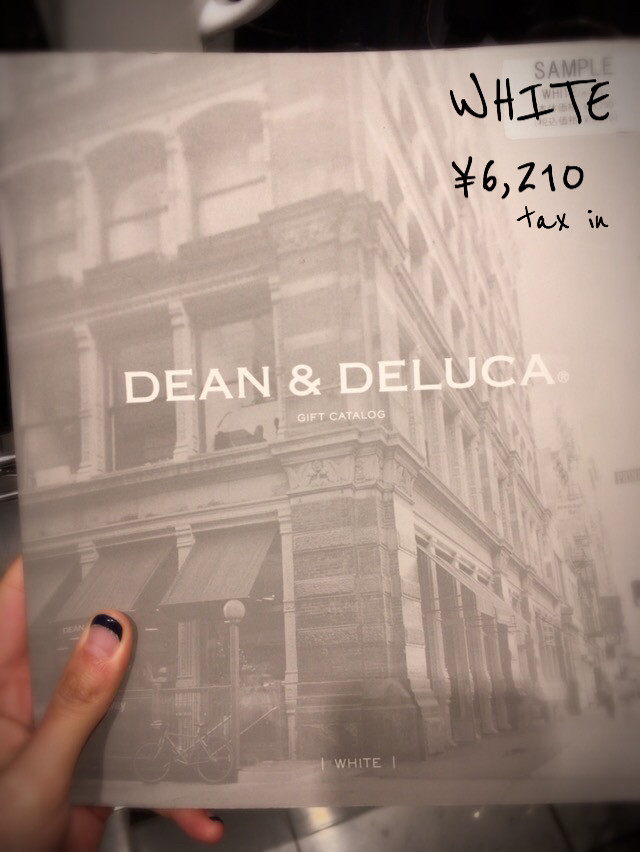 SAMPLE
WHITE
¥6,210
tax in
DEAN & DELUCA®
GIFT CATALOG
| WHITE |